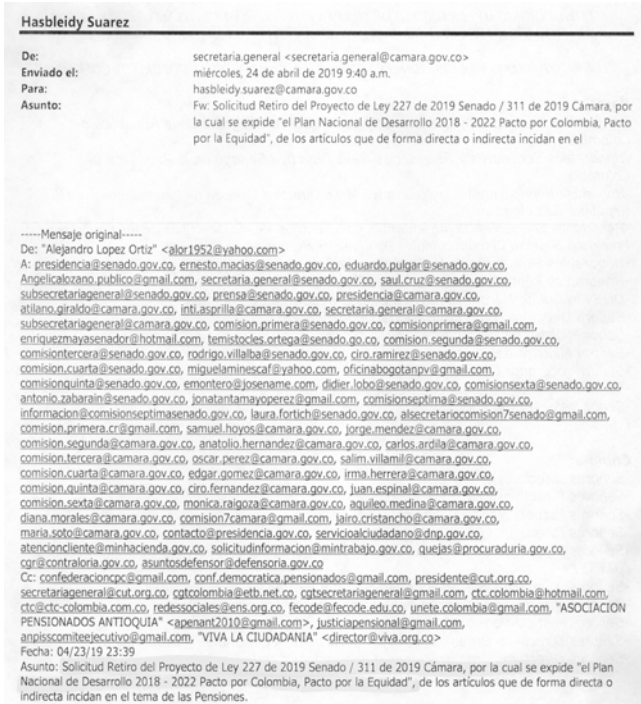 Hasbleidy Suarez
De: secretaria.general <secretaria.general@camara.gov.co>
Enviado el: miércoles, 24 de abril de 2019 9:40 a.m.
Para: hasbleidy.suarez@camara.gov.co
Asunto: Fw: Solicitud Retiro del Proyecto de Ley 227 de 2019 Senado / 311 de 2019 Cámara, por
la cual se expide "el Plan Nacional de Desarrollo 2018 - 2022 Pacto por Colombia, Pacto
por la Equidad", de los artículos que de forma directa o indirecta incidan en el
-----Mensaje original-----
De: "Alejandro Lopez Ortiz" <alor1952@yahoo.com>
A: presidencia@senado.gov.co, ernesto.macias@senado.gov.co, eduardo.pulgar@senado.gov.co,
Angelicalozano.publico@gmail.com, secretaria.general@senado.gov.co, saul.cruz@senado.gov.co,
subsecretariageneral@senado.gov.co, prensa@senado.gov.co, presidencia@camara.gov.co,
atilano.giraldo@camara.gov.co, inti.asprilla@camara.gov.co, secretaria.general@camara.gov.co,
subsecretariageneral@camara.gov.co, comision.primera@senado.gov.co, comisionprimera@gmail.com,
enriquezmayasenador@hotmail.com, temistocles.ortega@senado.go.co, comision.segunda@senado.gov.co,
comisiontercera@senado.gov.co, rodrigo.villalba@senado.gov.co, ciro.ramirez@senado.gov.co,
comision.cuarta@senado.gov.co, miguelaminescaf@yahoo.com, oficinabogotanpv@gmail.com,
comisionquinta@senado.gov.co, emontero@josename.com, didier.lobo@senado.gov.co, comisionsexta@senado.gov.co,
antonio.zabarain@senado.gov.co, jonatantamayoperez@gmail.com, comisionseptima@senado.gov.co,
informacion@comisionseptimasenado.gov.co, laura.fortich@senado.gov.co, alsecretariocomision7senado@gmail.com,
comision.primera.cr@gmail.com, samuel.hoyos@camara.gov.co, jorge.mendez@camara.gov.co,
comision.segunda@camara.gov.co, anatolio.hernandez@camara.gov.co, carlos.ardila@camara.gov.co,
comision.tercera@camara.gov.co, oscar.perez@camara.gov.co, salim.villamil@camara.gov.co,
comision.cuarta@camara.gov.co, edgar.gomez@camara.gov.co, irma.herrera@camara.gov.co,
comision.quinta@camara.gov.co, ciro.fernandez@camara.gov.co, juan.espinal@camara.gov.co,
comision.sexta@camara.gov.co, monica.raigoza@camara.gov.co, aquileo.medina@camara.gov.co,
diana.morales@camara.gov.co, comision7camara@gmail.com, jairo.cristancho@camara.gov.co,
maria.soto@camara.gov.co, contacto@presidencia.gov.co, servicioalciudadano@dnp.gov.co,
atencioncliente@minhacienda.gov.co, solicitudinformacion@mintrabajo.gov.co, quejas@procuraduria.gov.co,
cgr@contraloria.gov.co, asuntosdefensor@defensoria.gov.co
Cc: confederacioncpc@gmail.com, conf.democratica.pensionados@gmail.com, presidente@cut.org.co,
secretariageneral@cut.org.co, cgtcolombia@etb.net.co, cgtsecretariageneral@gmail.com, ctc.colombia@hotmail.com,
ctc@ctc-colombia.com.co, redessociales@ens.org.co, fecode@fecode.edu.co, unete.colombia@gmail.com, "ASOCIACION
PENSIONADOS ANTIOQUIA" <apenant2010@gmail.com>, justiciapensional@gmail.com,
anpisscomiteejecutivo@gmail.com, "VIVA LA CIUDADANIA" <director@viva.org.co>
Fecha: 04/23/19 23:39
Asunto: Solicitud Retiro del Proyecto de Ley 227 de 2019 Senado / 311 de 2019 Cámara, por la cual se expide "el Plan
Nacional de Desarrollo 2018 - 2022 Pacto por Colombia, Pacto por la Equidad", de los artículos que de forma directa o
indirecta incidan en el tema de las Pensiones.